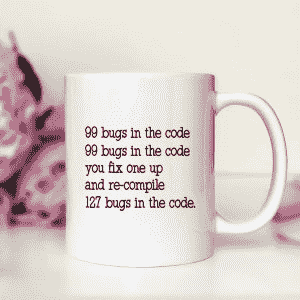 99 bugs in the code
99 bugs in the code
you fix one up
and re-compile
127 bugs in the code.